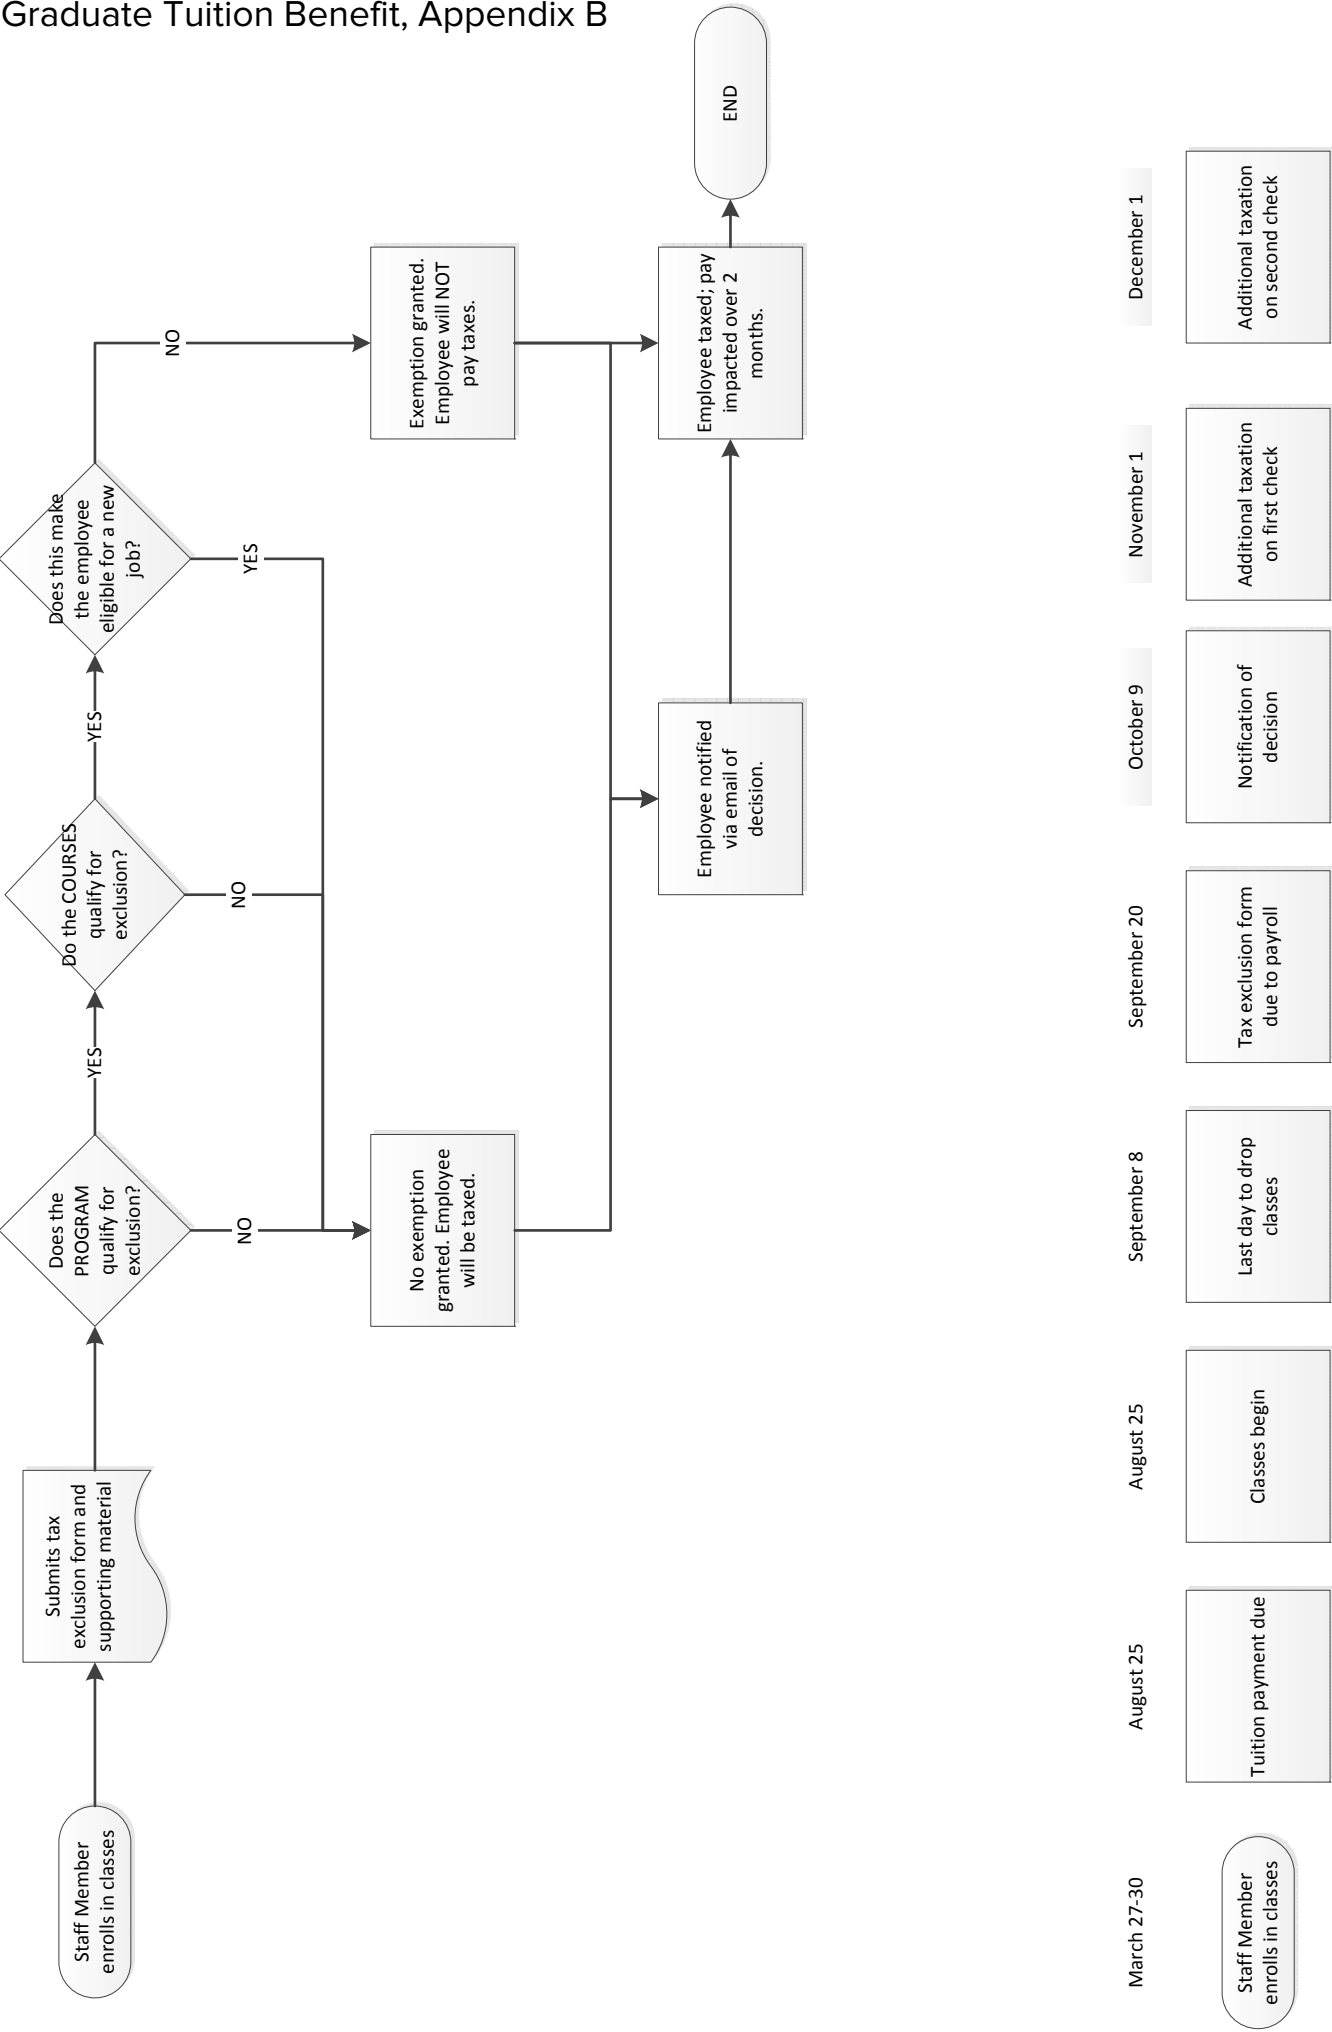 Graduate Tuition Benefit, Appendix B
Staff Member
enrolls in classes
Submits tax
exclusion form and
supporting material
Does the
PROGRAM
qualify for
exclusion?
YES
NO
Do the COURSES
qualify for
exclusion?
YES
NO
Does this make
the employee
eligible for a new
job?
NO
YES
No exemption
granted. Employee
will be taxed.
Exemption granted.
Employee will NOT
pay taxes.
Employee notified
via email of
decision.
Employee taxed; pay
impacted over 2
months.
END
March 27-30
Staff Member
enrolls in classes
August 25
Tuition payment due
August 25
Classes begin
September 8
Last day to drop
classes
September 20
Tax exclusion form
due to payroll
October 9
Notification of
decision
November 1
Additional taxation
on first check
December 1
Additional taxation
on second check